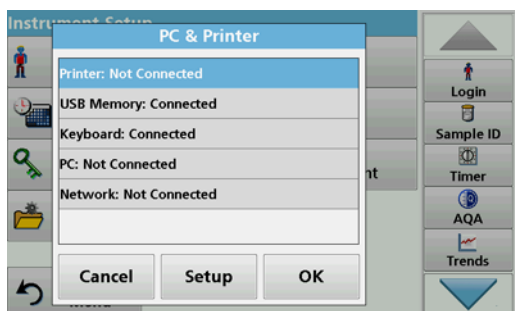 PC & Printer
Printer: Not Connected
USB Memory: Connected
Keyboard: Connected
PC: Not Connected
Network: Not Connected
Cancel
Setup
OK
Login
Sample ID
Timer
AQA
Trends